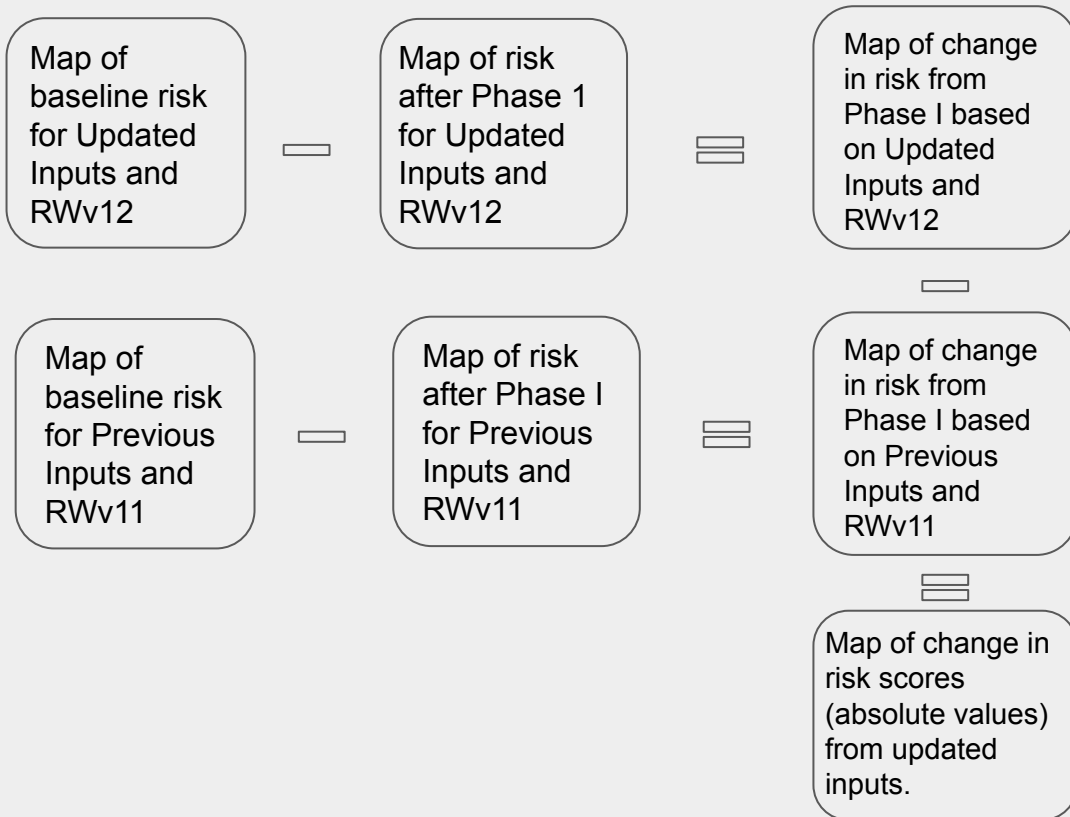 Map of
baseline risk
for Updated
Inputs and
RWv12
Map of risk
after Phase 1
for Updated
Inputs and
RWv12
Map of change
in risk from
Phase I based
on Updated
Inputs and
RWv12
Map of
baseline risk
for Previous
Inputs and
RWv11
Map of risk
after Phase I
for Previous
Inputs and
RWv11
Map of change
in risk from
Phase I based
on Previous
Inputs and
RWv11
Map of change in
risk scores
(absolute values)
from updated
inputs.